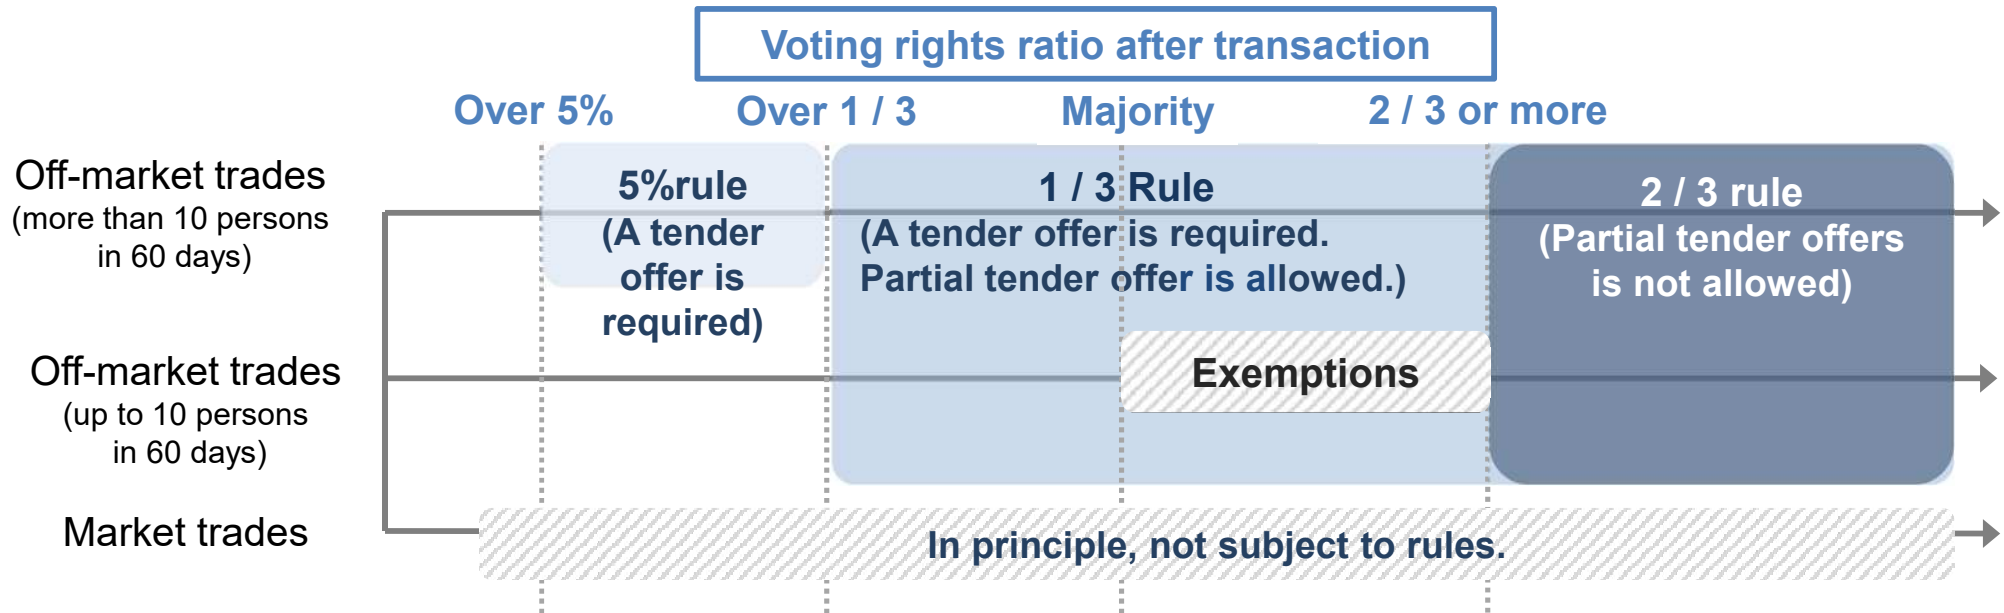 Voting rights ratio after transaction
Over 5%
Over 1 / 3
Majority
2 / 3 or more
Off-market trades
(more than 10 persons
in 60 days)
5%rule
(A tender
offer is
required)
1 / 3 Rule
(A tender offer is required.
Partial tender offer is allowed.)
2 / 3 rule
(Partial tender offers
is not allowed)
Off-market trades
(up to 10 persons
in 60 days)
Exemptions
Market trades
In principle, not subject to rules.